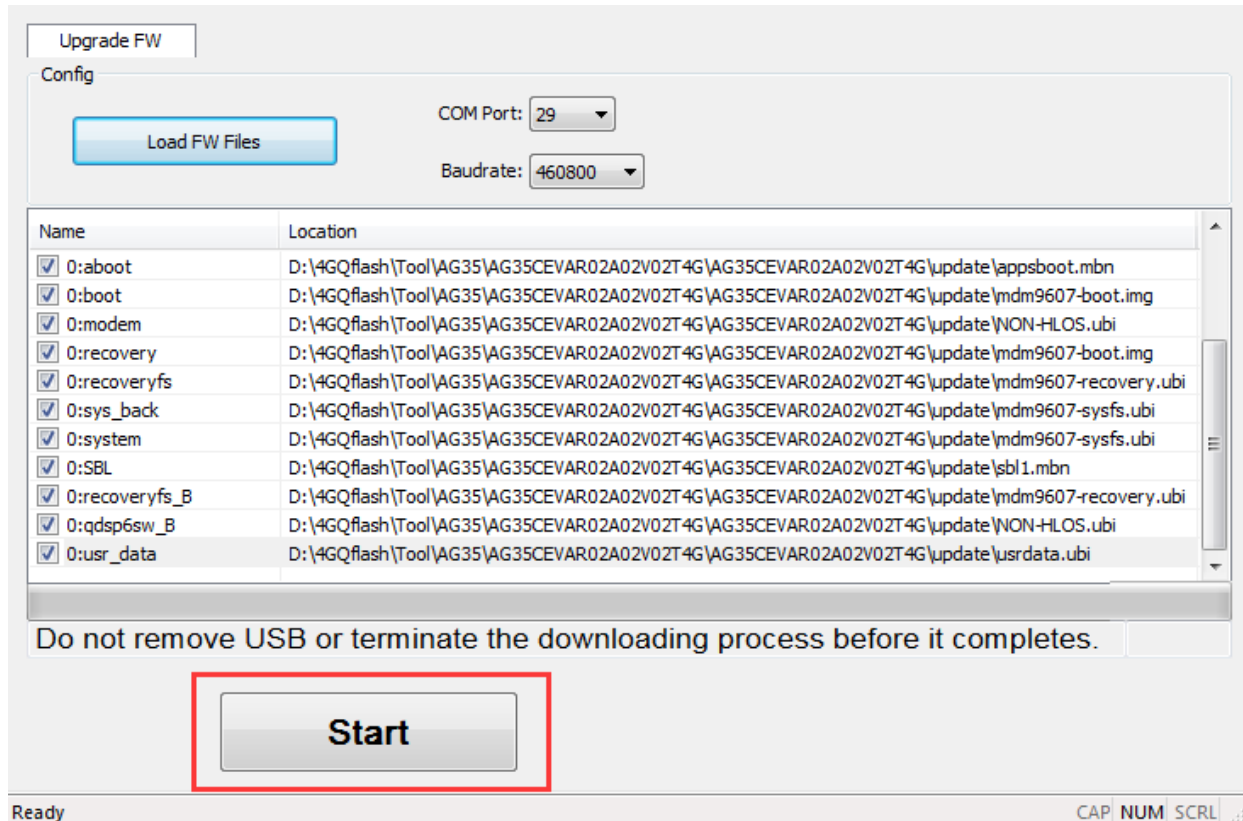 Upgrade FW
Config
Load FW Files
COM Port: 29
Baudrate: 460800
Name Location
0:aboot D:\4GQflash\Tool\AG35\AG35CEVAR02A02V02T4G\AG35CEVAR02A02V02T4G\update\appsboot.mbn
0:boot D:\4GQflash\Tool\AG35\AG35CEVAR02A02V02T4G\AG35CEVAR02A02V02T4G\update\mdm9607-boot.img
0:modem D:\4GQflash\Tool\AG35\AG35CEVAR02A02V02T4G\AG35CEVAR02A02V02T4G\update\NON-HLOS.ubi
0:recovery D:\4GQflash\Tool\AG35\AG35CEVAR02A02V02T4G\AG35CEVAR02A02V02T4G\update\mdm9607-boot.img
0:recoveryfs D:\4GQflash\Tool\AG35\AG35CEVAR02A02V02T4G\AG35CEVAR02A02V02T4G\update\mdm9607-recovery.ubi
0:sys_back D:\4GQflash\Tool\AG35\AG35CEVAR02A02V02T4G\AG35CEVAR02A02V02T4G\update\mdm9607-sysfs.ubi
0:system D:\4GQflash\Tool\AG35\AG35CEVAR02A02V02T4G\AG35CEVAR02A02V02T4G\update\mdm9607-sysfs.ubi
0:SBL D:\4GQflash\Tool\AG35\AG35CEVAR02A02V02T4G\AG35CEVAR02A02V02T4G\update\sbl1.mbn
0:recoveryfs_B D:\4GQflash\Tool\AG35\AG35CEVAR02A02V02T4G\AG35CEVAR02A02V02T4G\update\mdm9607-recovery.ubi
0:qdsp6sw_B D:\4GQflash\Tool\AG35\AG35CEVAR02A02V02T4G\AG35CEVAR02A02V02T4G\update\NON-HLOS.ubi
0:usr_data D:\4GQflash\Tool\AG35\AG35CEVAR02A02V02T4G\AG35CEVAR02A02V02T4G\update\usrdata.ubi
Do not remove USB or terminate the downloading process before it completes.
Start
Ready CAP NUM SCRL